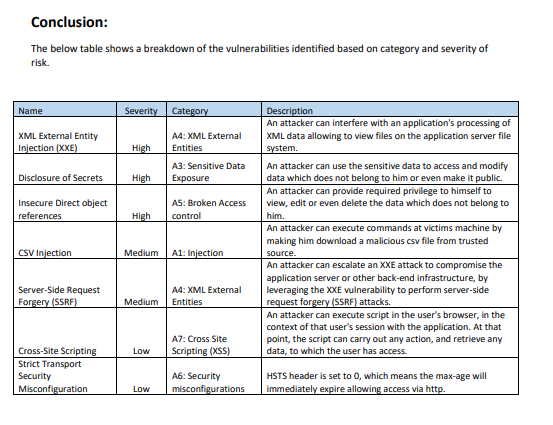 Conclusion:
The below table shows a breakdown of the vulnerabilities identified based on category and severity of
risk.
Name Severity Category Description
XML External Entity
Injection (XXE) High A4: XML External
Entities An attacker can interfere with an application's processing of
XML data allowing to view files on the application server file
system.
Disclosure of Secrets High A3: Sensitive Data
Exposure An attacker can use the sensitive data to access and modify
data which does not belong to him or even make it public.
Insecure Direct object
references High A5: Broken Access
control An attacker can provide required privilege to himself to
view, edit or even delete the data which does not belong to
him.
CSV Injection Medium A1: Injection An attacker can execute commands at victims machine by
making him download a malicious csv file from trusted
source.
Server-Side Request
Forgery (SSRF) Medium A4: XML External
Entities An attacker can escalate an XXE attack to compromise the
application server or other back-end infrastructure, by
leveraging the XXE vulnerability to perform server-side
request forgery (SSRF) attacks.
Cross-Site Scripting Low A7: Cross Site
Scripting (XSS) An attacker can execute script in the user's browser, in the
context of that user's session with the application. At that
point, the script can carry out any action, and retrieve any
data, to which the user has access.
Strict Transport
Security
Misconfiguration Low A6: Security
misconfigurations HSTS header is set to 0, which means the max-age will
immediately expire allowing access via http.